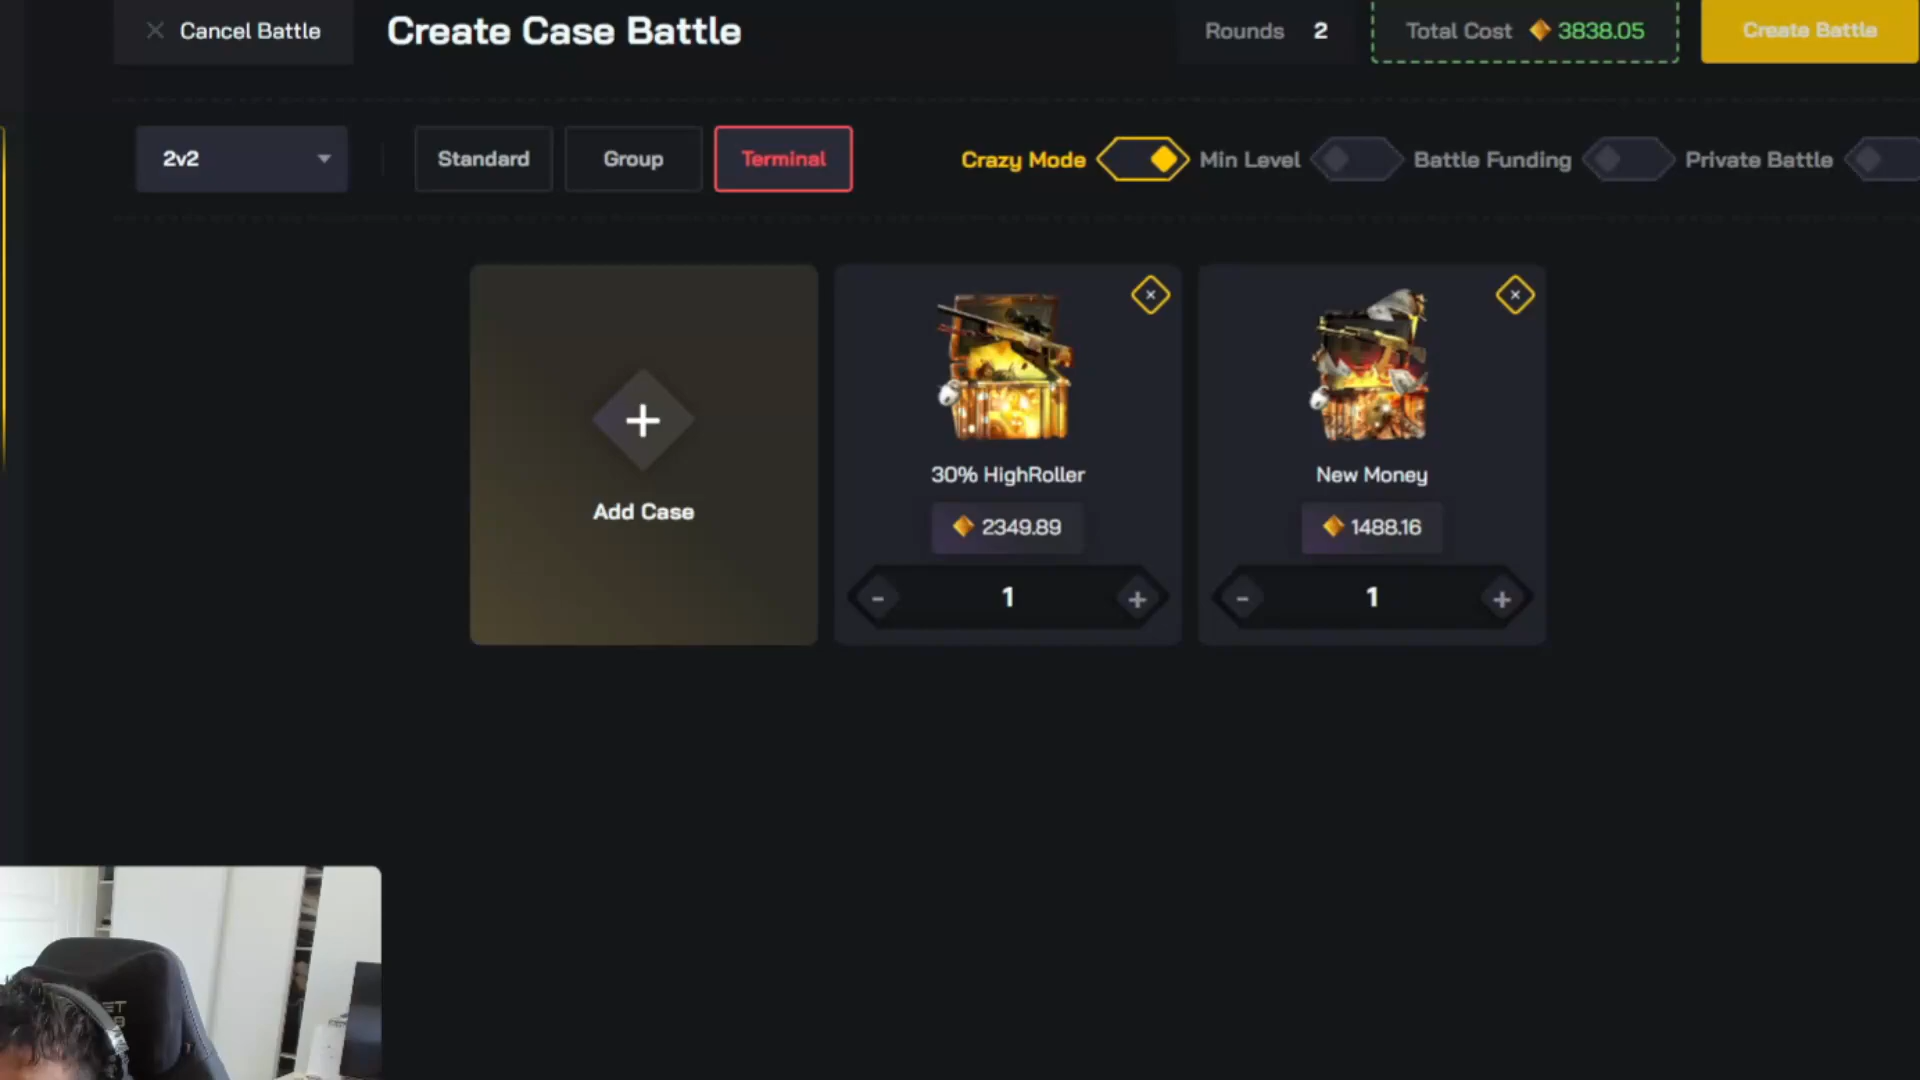 Cancel Battle
Create Case Battle
Rounds 2
Total Cost 3838.05
Create Battle
2v2
Standard
Group
Terminal
Crazy Mode
Min Level
Battle Funding
Private Battle
Add Case
30% HighRoller
2349.89
- 1 +
New Money
1488.16
- 1 +